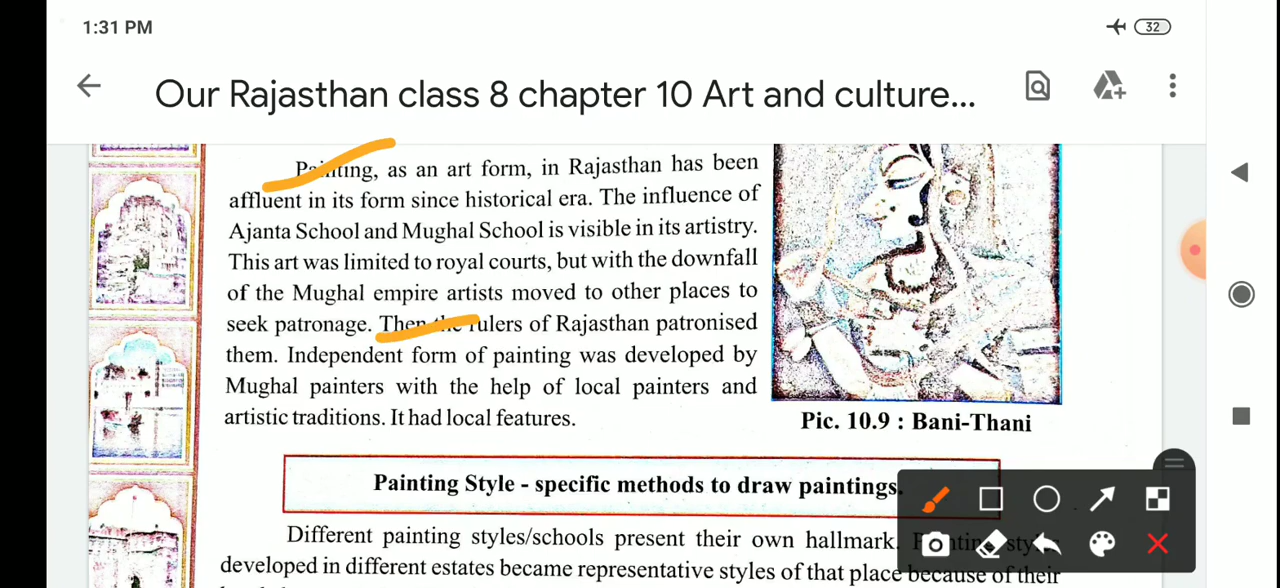 1:31 PM
32
Our Rajasthan class 8 chapter 10 Art and culture...
Painting, as an art form, in Rajasthan has been
affluent in its form since historical era. The influence of
Ajanta School and Mughal School is visible in its artistry.
This art was limited to royal courts, but with the downfall
of the Mughal empire artists moved to other places to
seek patronage. Then the rulers of Rajasthan patronised
them. Independent form of painting was developed by
Mughal painters with the help of local painters and
artistic traditions. It had local features.
Pic. 10.9 : Bani-Thani
Painting Style - specific methods to draw paintings.
Different painting styles/schools present their own hallmark.
developed in different estates became representative styles of that place because of their